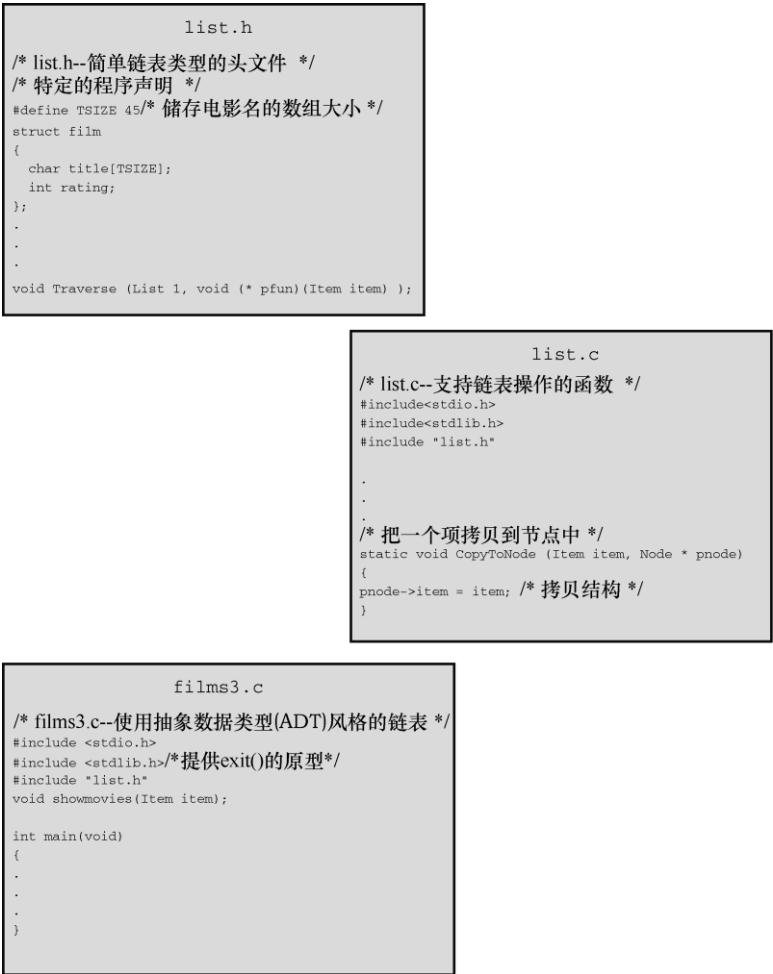 list.h
/* list.h--简单链表类型的头文件 */
/* 特定的程序声明 */
#define TSIZE 45/* 储存电影名的数组大小 */
struct film
{
char title[TSIZE];
int rating;
};
.
.
.
void Traverse (List 1, void (* pfun)(Item item) );
list.c
/* list.c--支持链表操作的函数 */
#include<stdio.h>
#include<stdlib.h>
#include "list.h"
.
.
.
/* 把一个项拷贝到节点中 */
static void CopyToNode (Item item, Node * pnode)
{
pnode->item = item; /* 拷贝结构 */
}
films3.c
/* films3.c--使用抽象数据类型(ADT)风格的链表 */
#include <stdio.h>
#include <stdlib.h>/*提供exit()的原型*/
#include "list.h"
void showmovies(Item item);
int main(void)
{
.
.
.
}